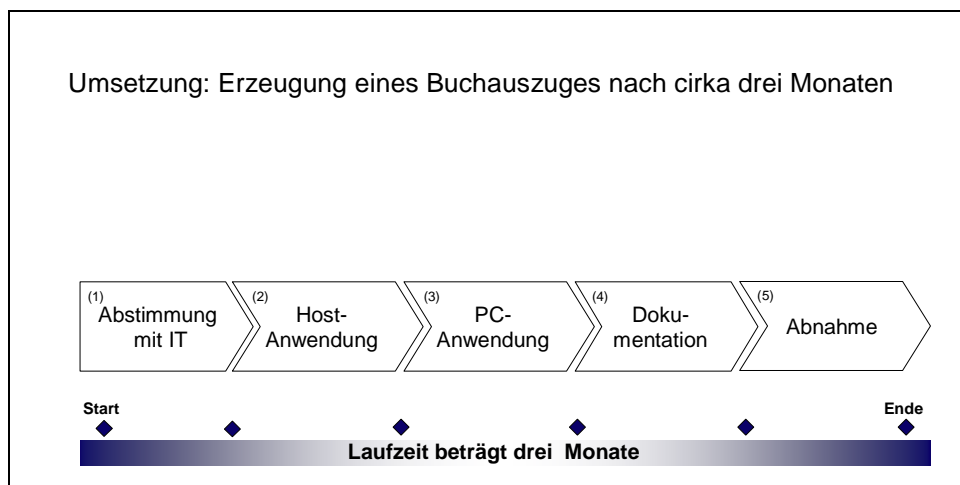 Umsetzung: Erzeugung eines Buchauszuges nach cirka drei Monaten
(1)
Abstimmung
mit IT
(2)
Host-
Anwendung
(3)
PC-
Anwendung
(4)
Doku-
mentation
(5)
Abnahme
Start
Ende
Laufzeit beträgt drei Monate